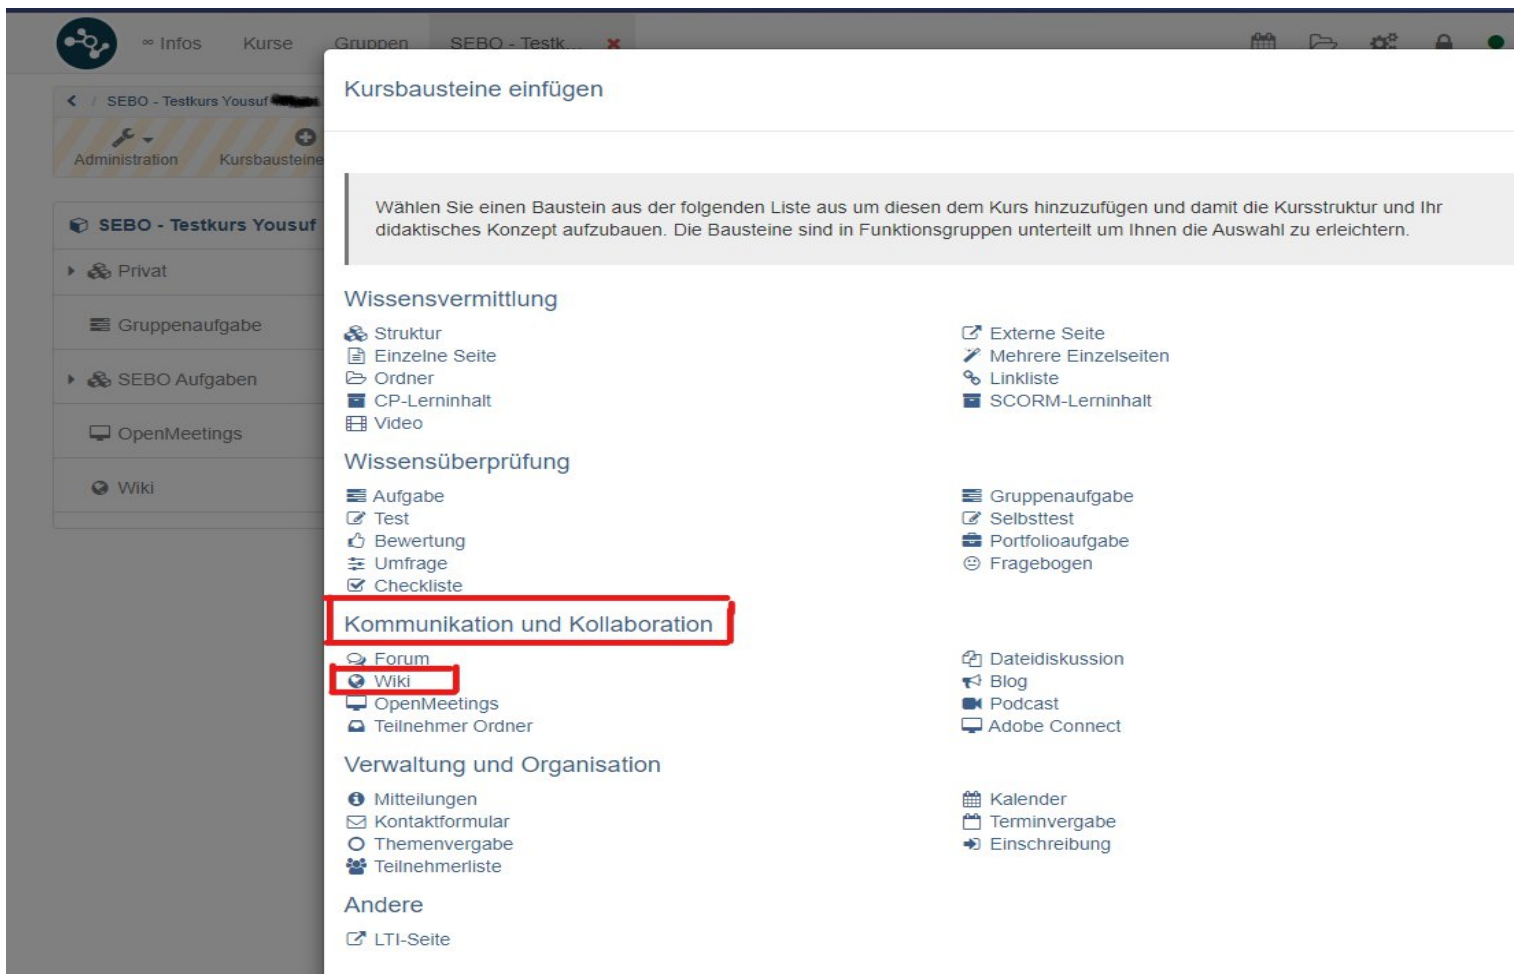 ∞ Infos Kurse Gruppen SEBO - Testk...
SEBO - Testkurs Yousuf
Administration Kursbausteine
SEBO - Testkurs Yousuf
Privat
Gruppenaufgabe
SEBO Aufgaben
OpenMeetings
Wiki
Kursbausteine einfügen
Wählen Sie einen Baustein aus der folgenden Liste aus um diesen dem Kurs hinzuzufügen und damit die Kursstruktur und Ihr
didaktisches Konzept aufzubauen. Die Bausteine sind in Funktionsgruppen unterteilt um Ihnen die Auswahl zu erleichtern.
Wissensvermittlung
Struktur
Einzelne Seite
Ordner
CP-Lerninhalt
Video
Externe Seite
Mehrere Einzelseiten
Linkliste
SCORM-Lerninhalt
Wissensüberprüfung
Aufgabe
Test
Bewertung
Umfrage
Checkliste
Gruppenaufgabe
Selbsttest
Portfolioaufgabe
Fragebogen
Kommunikation und Kollaboration
Forum
Wiki
OpenMeetings
Teilnehmer Ordner
Dateidiskussion
Blog
Podcast
Adobe Connect
Verwaltung und Organisation
Mitteilungen
Kontaktformular
Themenvergabe
Teilnehmerliste
Kalender
Terminvergabe
Einschreibung
Andere
LTI-Seite